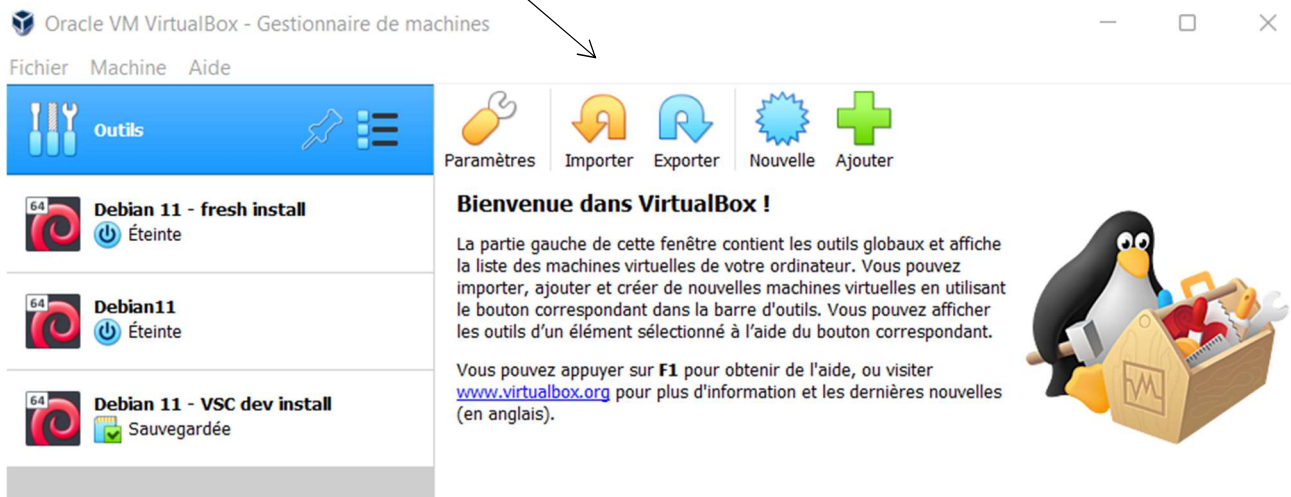 Oracle VM VirtualBox - Gestionnaire de machines
Fichier Machine Aide
Outils
Paramètres Importer Exporter Nouvelle Ajouter
64
Debian 11 - fresh install
Éteinte
64
Debian11
Éteinte
64
Debian 11 - VSC dev install
Sauvegardée
Bienvenue dans VirtualBox !
La partie gauche de cette fenêtre contient les outils globaux et affiche
la liste des machines virtuelles de votre ordinateur. Vous pouvez
importer, ajouter et créer de nouvelles machines virtuelles en utilisant
le bouton correspondant dans la barre d'outils. Vous pouvez afficher
les outils d’un élément sélectionné à l’aide du bouton correspondant.
Vous pouvez appuyer sur F1 pour obtenir de l'aide, ou visiter
www.virtualbox.org pour plus d'information et les dernières nouvelles
(en anglais).